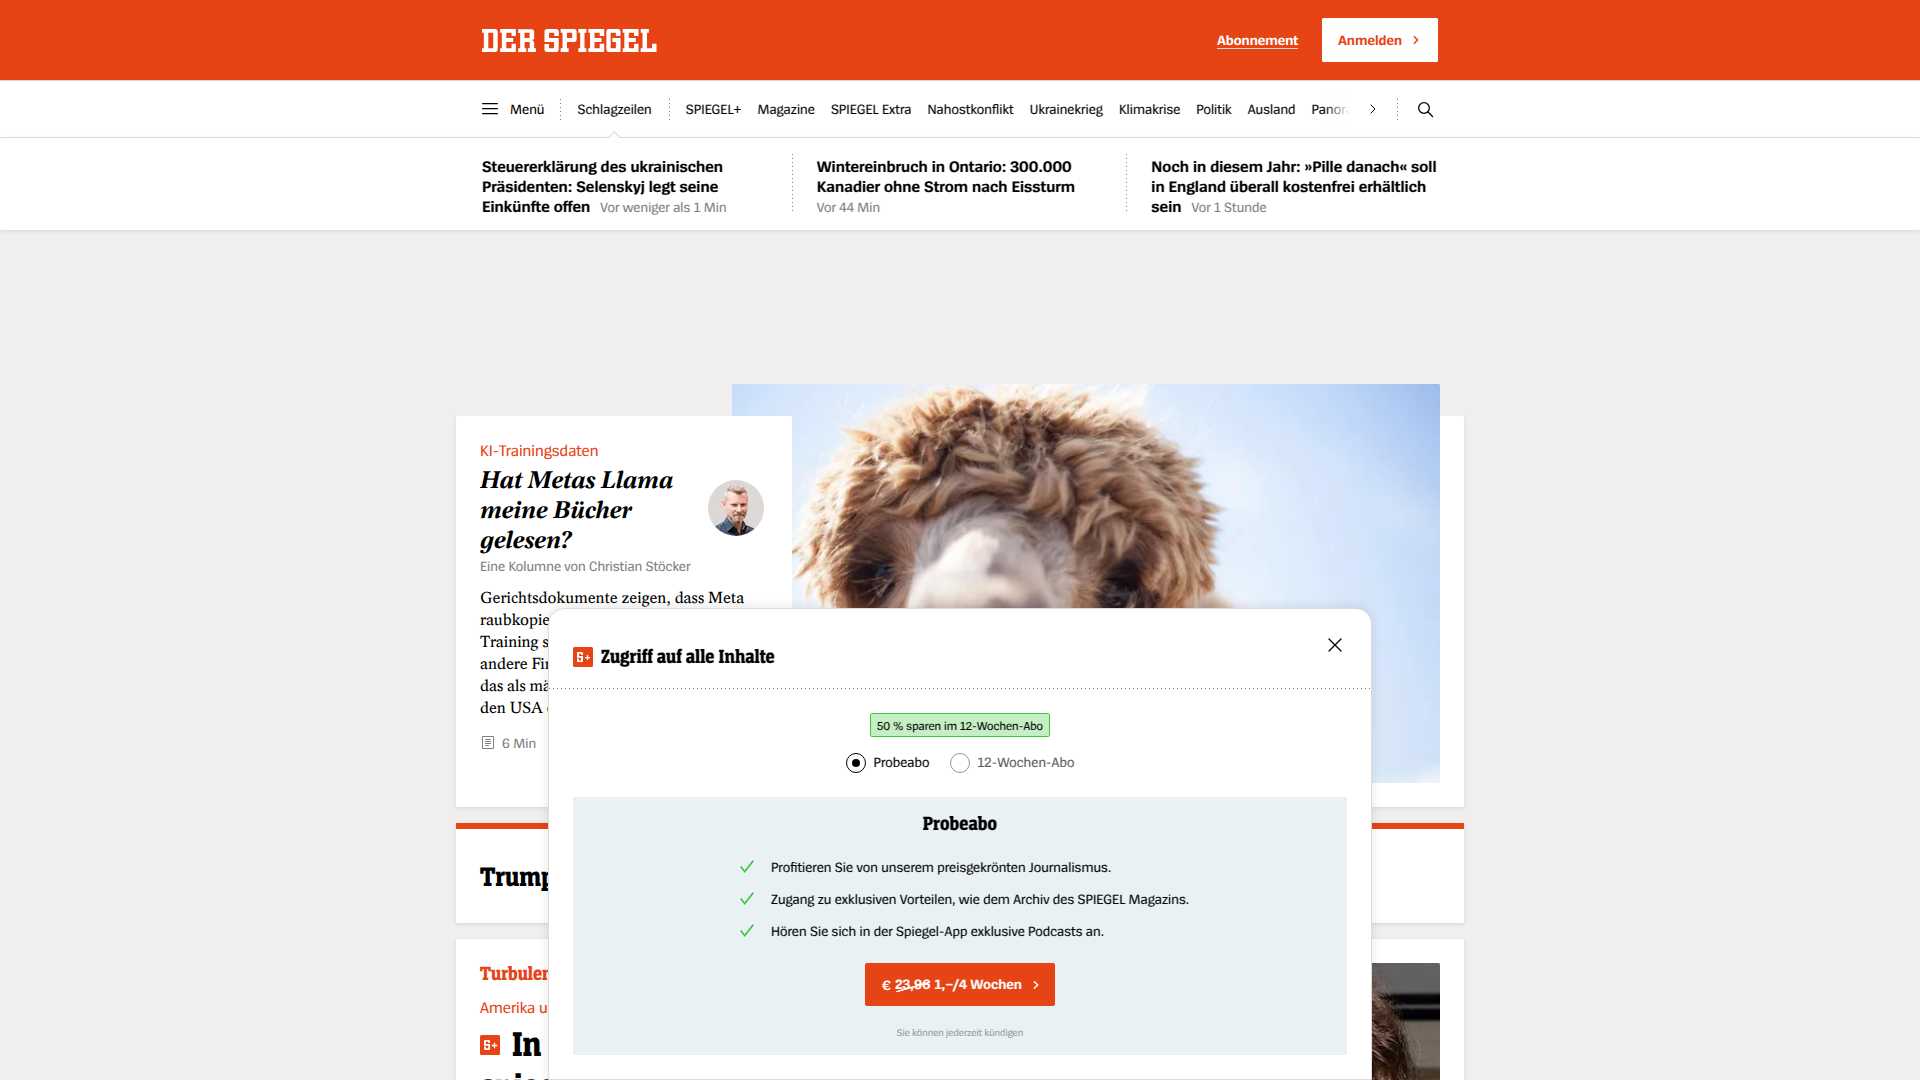 DER SPIEGEL
Abonnement
Anmelden
Menü
Schlagzeilen
SPIEGEL+
Magazine
SPIEGEL Extra
Nahostkonflikt
Ukrainekrieg
Klimakrise
Politik
Ausland
Steuererklärung des ukrainischen
Präsidenten: Selenskyj legt seine
Einkünfte offen Vor weniger als 1 Min
Wintereinbruch in Ontario: 300.000
Kanadier ohne Strom nach Eissturm
Vor 44 Min
Noch in diesem Jahr: »Pille danach« soll
in England überall kostenfrei erhältlich
sein Vor 1 Stunde
KI-Trainingsdaten
Hat Metas Llama
meine Bücher
gelesen?
Eine Kolumne von Christian Stöcker
Gerichtsdokumente zeigen, dass Meta
raubkopie
Training s
andere Fi
das als mä
den USA
6 Min
S+ Zugriff auf alle Inhalte
50 % sparen im 12-Wochen-Abo
Probeabo
12-Wochen-Abo
Probeabo
Profitieren Sie von unserem preisgekrönten Journalismus.
Zugang zu exklusiven Vorteilen, wie dem Archiv des SPIEGEL Magazins.
Hören Sie sich in der Spiegel-App exklusive Podcasts an.
€ 23,96 1,–/4 Wochen
Sie können jederzeit kündigen
Trump
Turbulen
Amerika u
S+ In